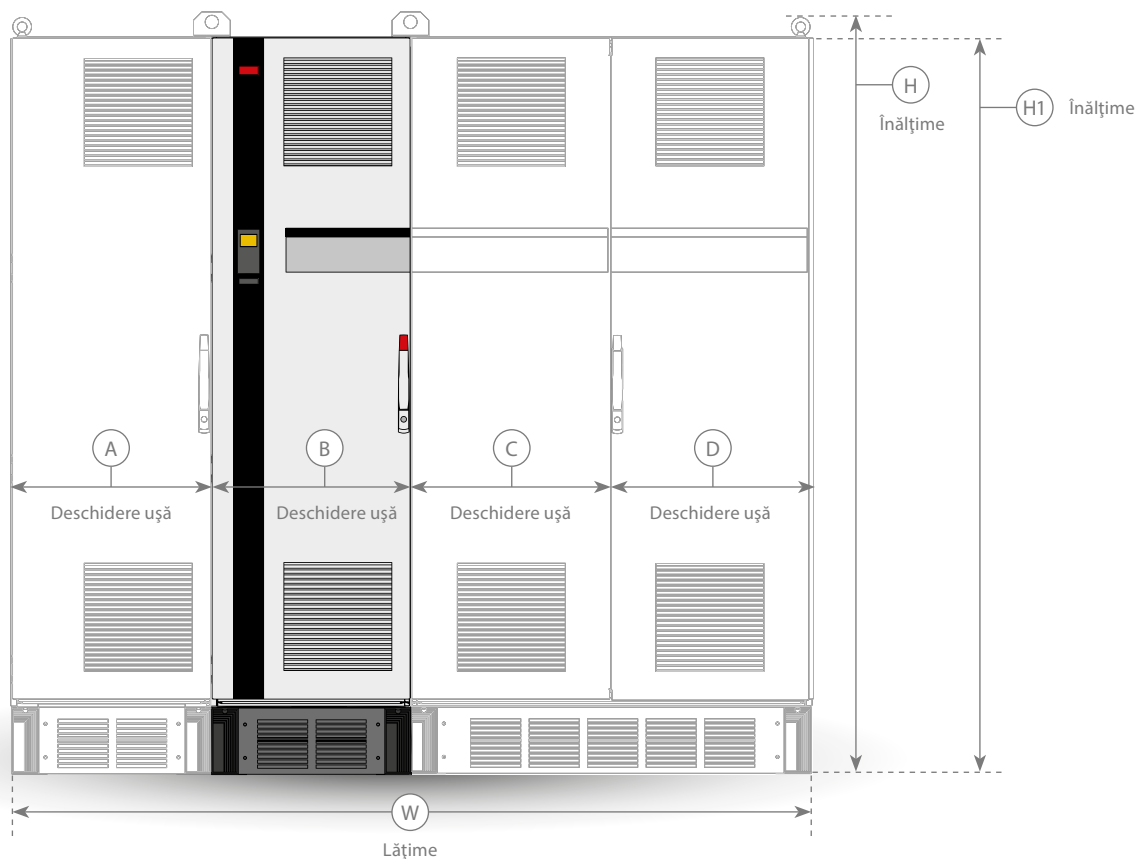 H
Înălţime
H1 Înălţime
A
B
C
D
Deschidere uşă
Deschidere uşă
Deschidere uşă
Deschidere uşă
W
Lăţime